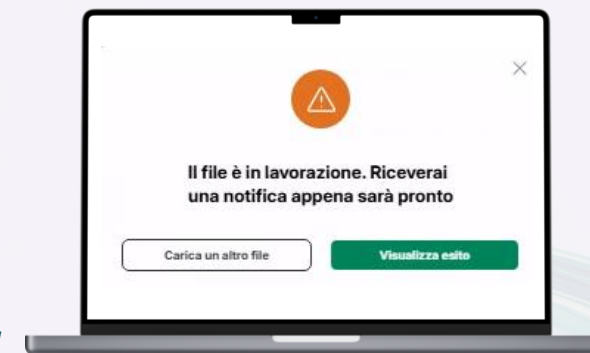 Il file è in lavorazione. Riceverai
una notifica appena sarà pronto
Carica un altro file
Visualizza esito